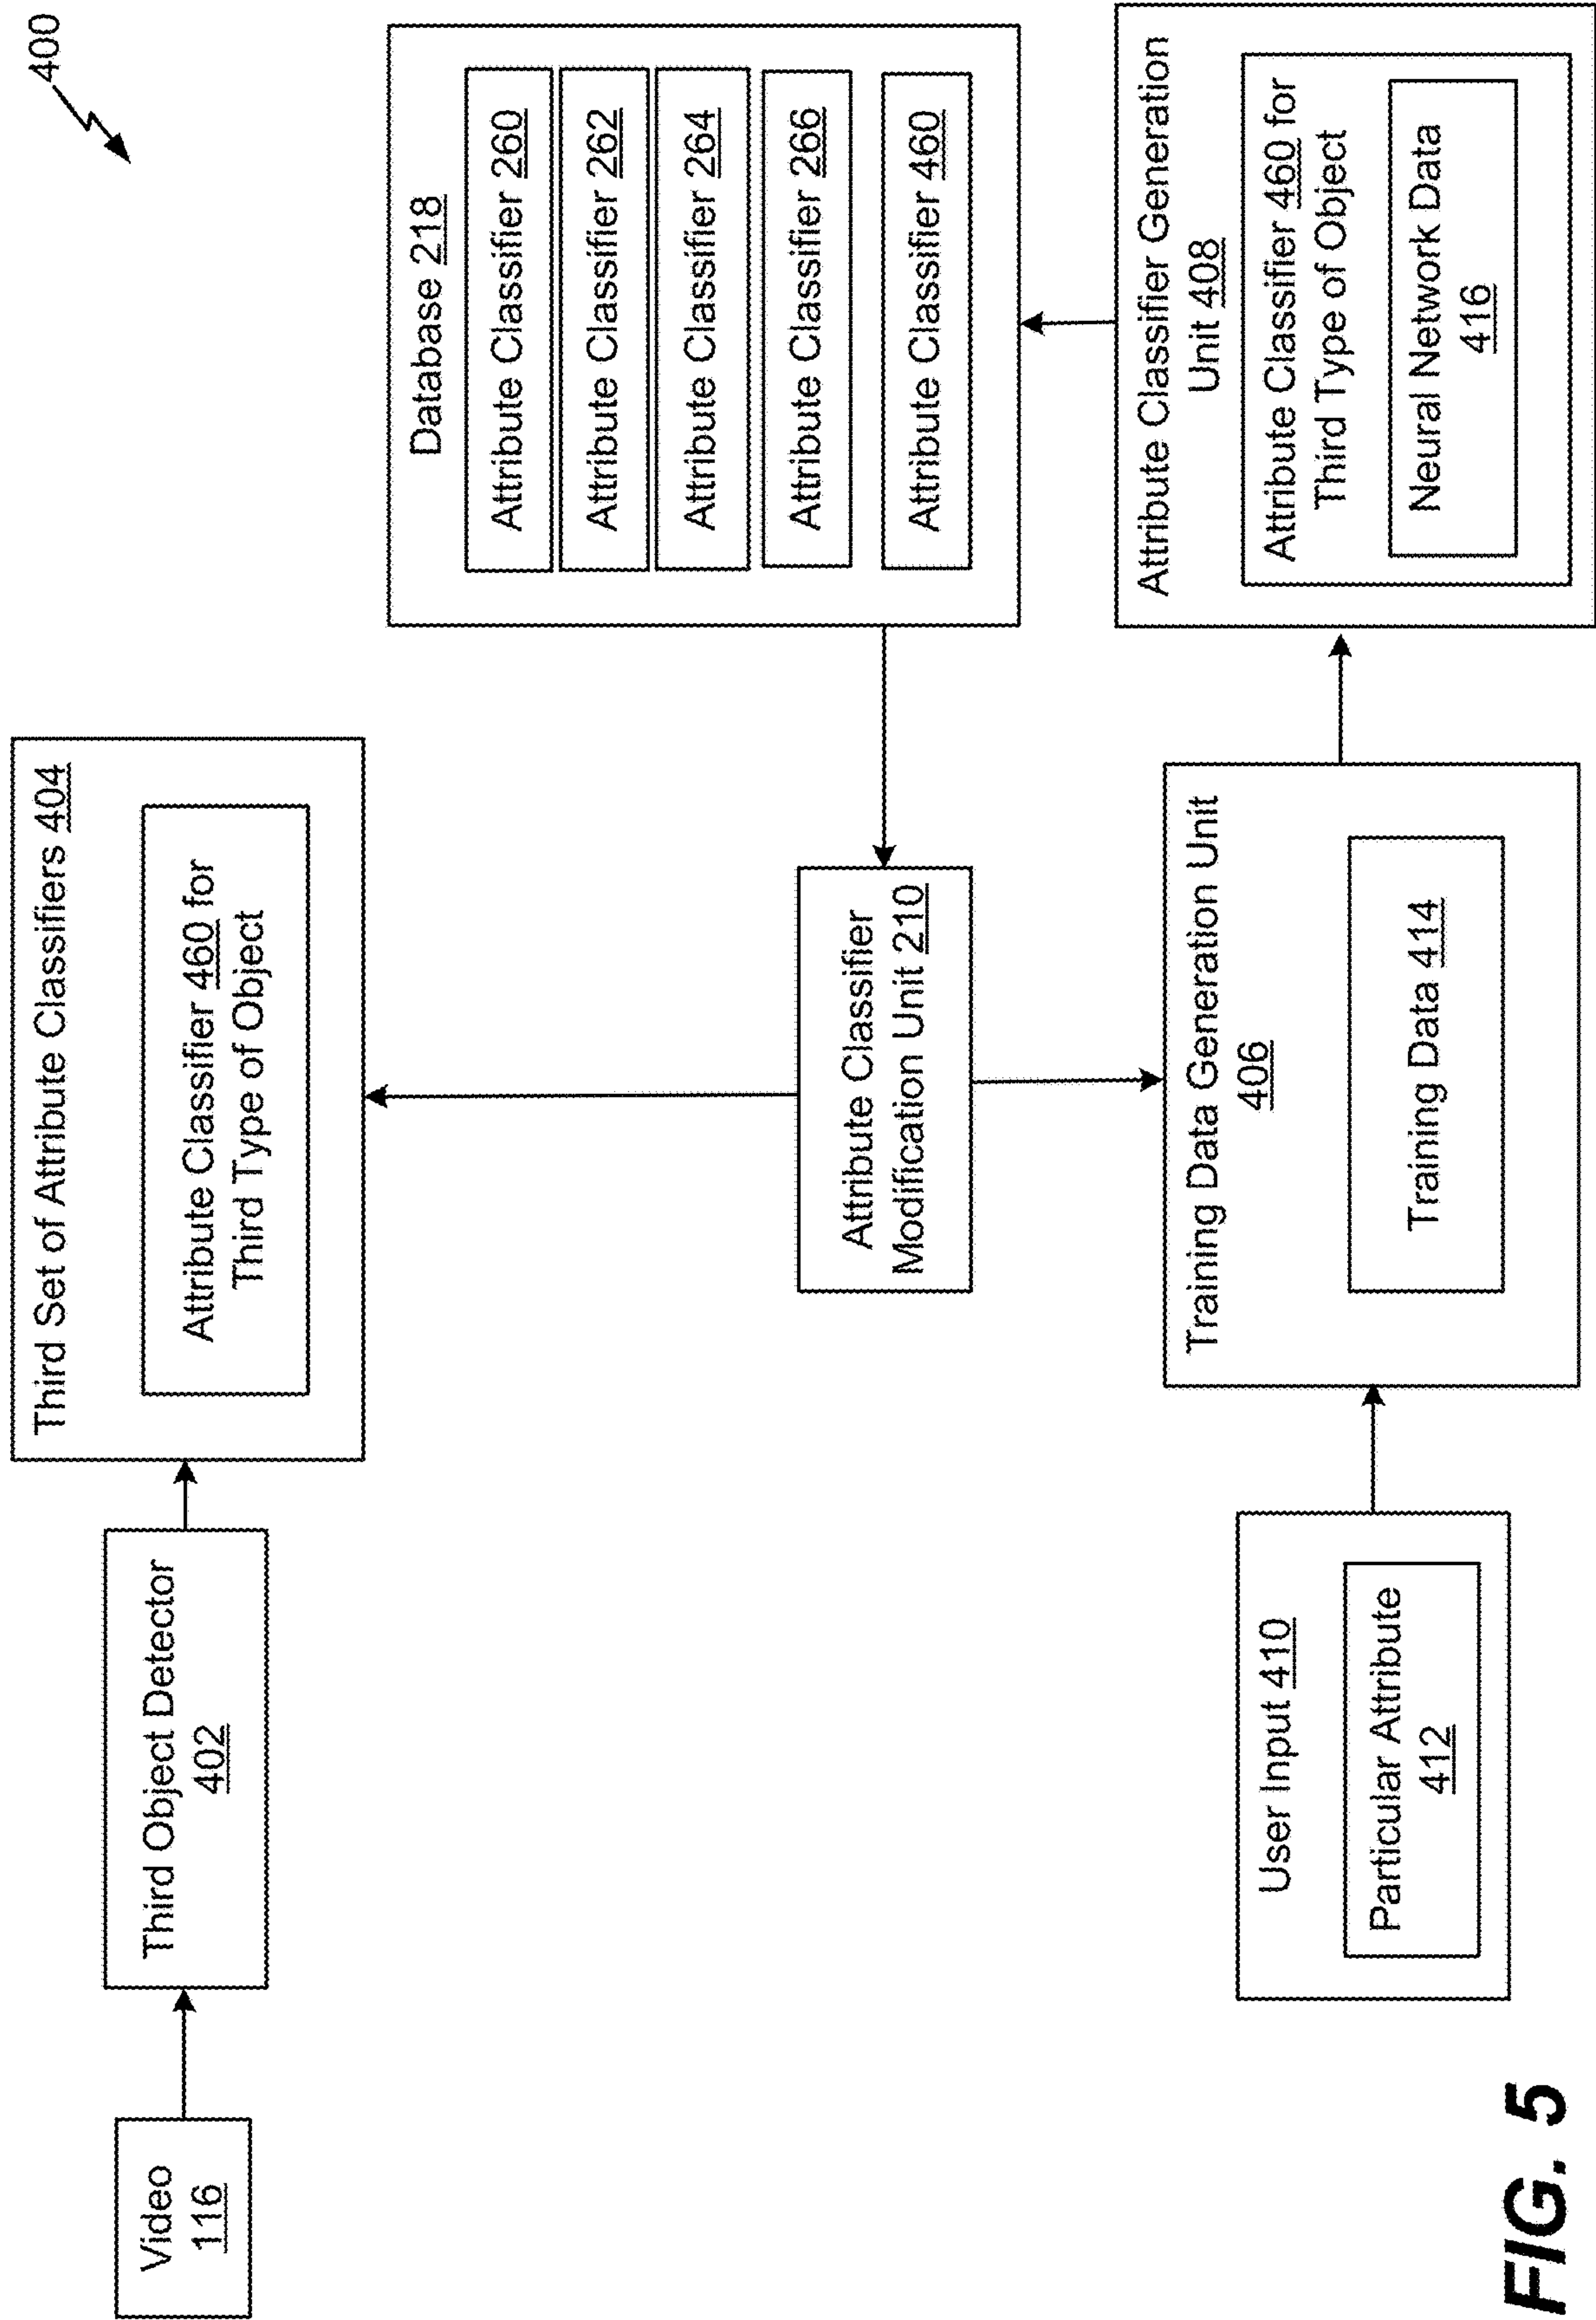 400
Video
116
Third Object Detector
402
Third Set of Attribute Classifiers 404
Attribute Classifier 460 for
Third Type of Object
Database 218
Attribute Classifier 260
Attribute Classifier 262
Attribute Classifier 264
Attribute Classifier 266
Attribute Classifier 460
Attribute Classifier
Modification Unit 210
User Input 410
Particular Attribute
412
Training Data Generation Unit
406
Training Data 414
Attribute Classifier Generation
Unit 408
Attribute Classifier 460 for
Third Type of Object
Neural Network Data
416
FIG. 5